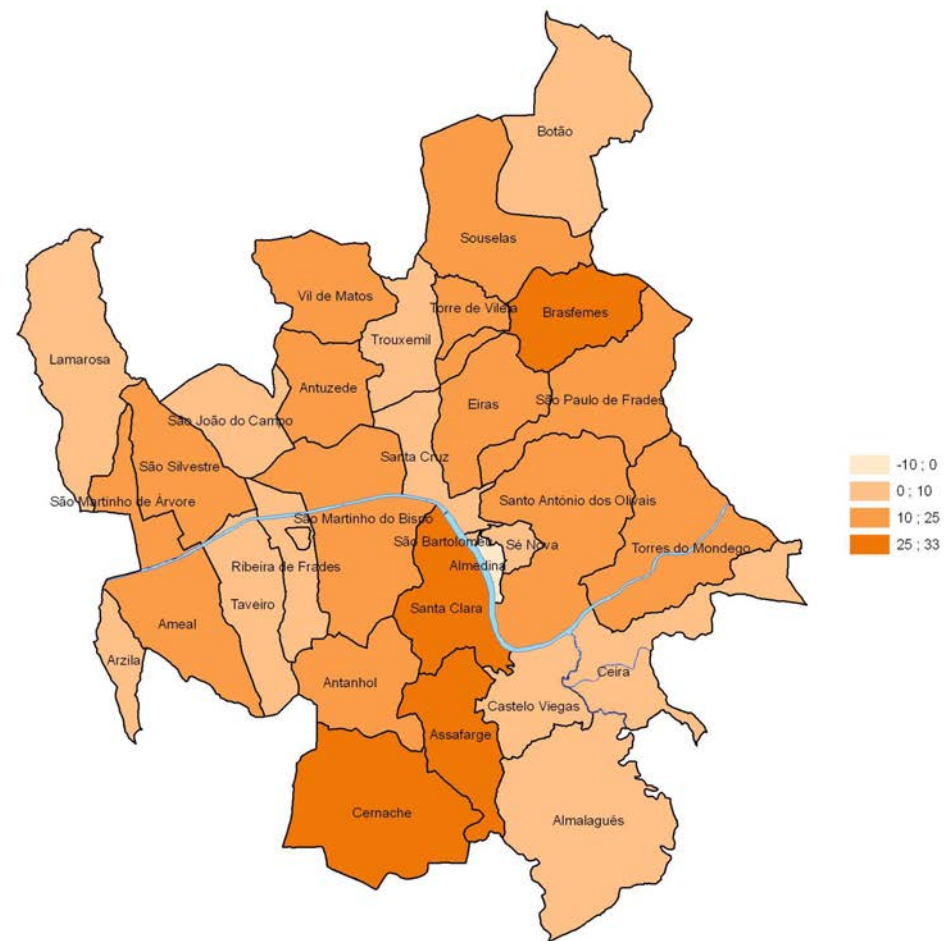 Botão
Souselas
Vil de Matos
Torre de Vilela
Brasfemes
Trouxemil
Lamarosa
Antuzede
Eiras
São Paulo de Frades
São João do Campo
Santa Cruz
São Silvestre
São Martinho de Árvore
Santo António dos Olivais
São Martinho do Bispo
São Bartolomeu
Sé Nova
Torres do Mondego
Almedina
Ribeira de Frades
Taveiro
Santa Clara
Ameal
Arzila
Ceira
Antanhol
Castelo Viegas
Assafarge
Cernache
Almalaguês
-10 ; 0
0 ; 10
10 ; 25
25 ; 33